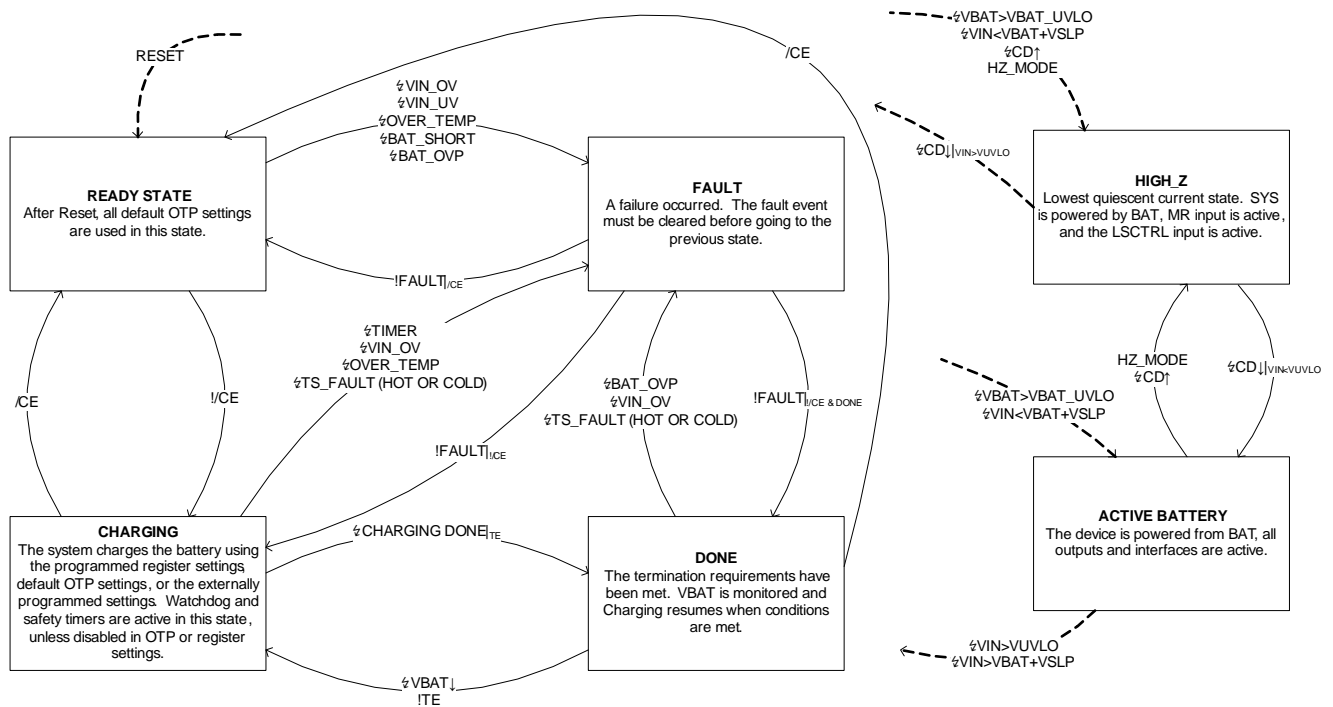 RESET
/CE
↯VIN_OV
↯VIN_UV
↯OVER_TEMP
↯BAT_SHORT
↯BAT_OVP
READY STATE
After Reset, all default OTP settings
are used in this state.
FAULT
A failure occurred. The fault event
must be cleared before going to the
previous state.
!FAULT|/CE
↯TIMER
↯VIN_OV
↯OVER_TEMP
↯TS_FAULT (HOT OR COLD)
/CE
!/CE
↯BAT_OVP
↯VIN_OV
↯TS_FAULT (HOT OR COLD)
!FAULT|!/CE & DONE
!FAULT|!/CE
CHARGING
The system charges the battery using
the programmed register settings,
default OTP settings, or the externally
programmed settings. Watchdog and
safety timers are active in this state,
unless disabled in OTP or register
settings.
↯CHARGING DONE|TE
DONE
The termination requirements have
been met. VBAT is monitored and
Charging resumes when conditions
are met.
↯VBAT↓
!TE
↯VBAT>VBAT_UVLO
↯VIN<VBAT+VSLP
↯CD↑
HZ_MODE
↯CD↓|VIN>VUVLO
HIGH_Z
Lowest quiescent current state. SYS
is powered by BAT, MR input is active,
and the LSCTRL input is active.
HZ_MODE
↯CD↑
↯CD↓|VIN<VUVLO
↯VBAT>VBAT_UVLO
↯VIN<VBAT+VSLP
ACTIVE BATTERY
The device is powered from BAT, all
outputs and interfaces are active.
↯VIN>VUVLO
↯VIN>VBAT+VSLP